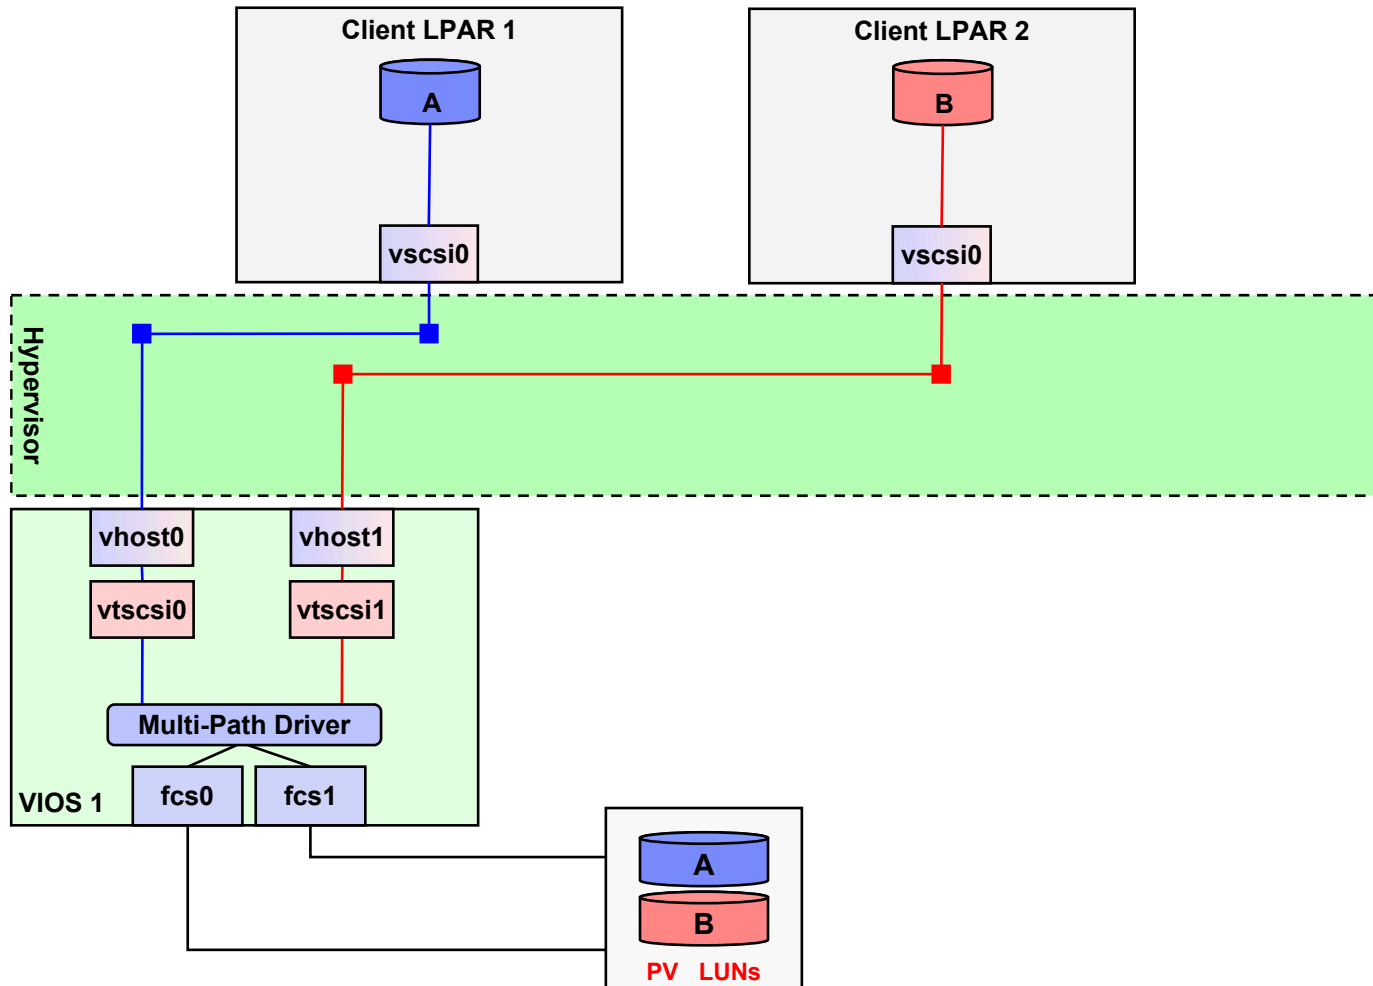 Client LPAR 1
Client LPAR 2
A
B
vscsi0
vscsi0
Hypervisor
vhost0
vhost1
vtscsi0
vtscsi1
Multi-Path Driver
fcs0
fcs1
VIOS 1
A
B
PV LUNs